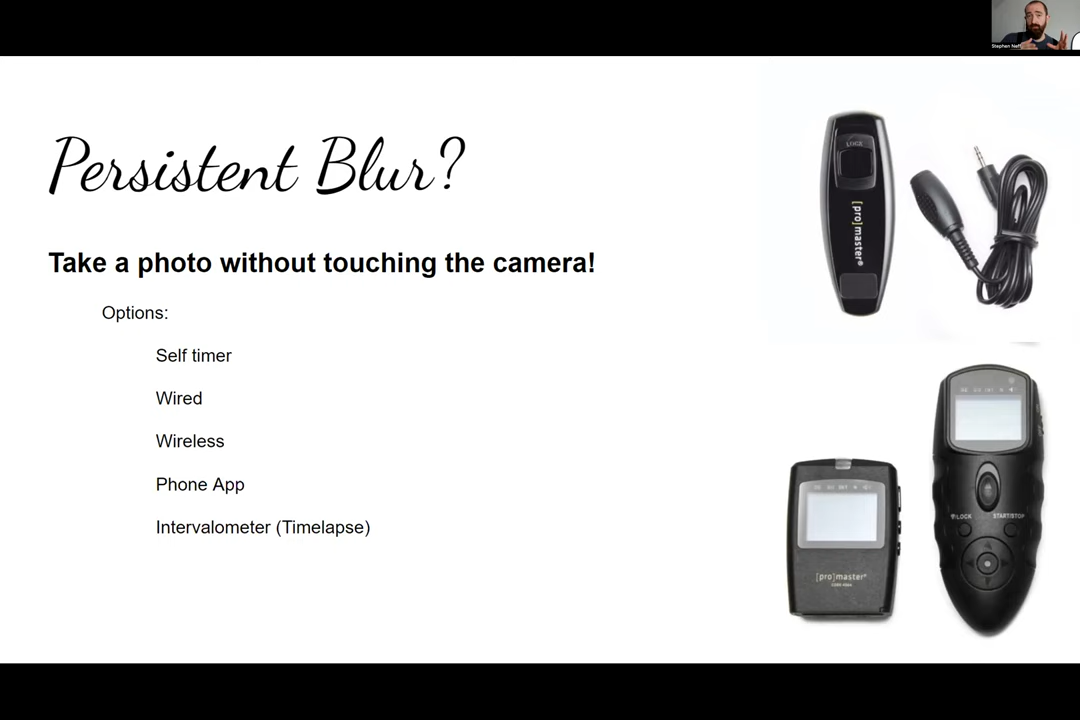 Persistent Blur?
Take a photo without touching the camera!
Options:
Self timer
Wired
Wireless
Phone App
Intervalometer (Timelapse)
LOCK
[pro]master®
[pro]master®
LOCK
START/STOP